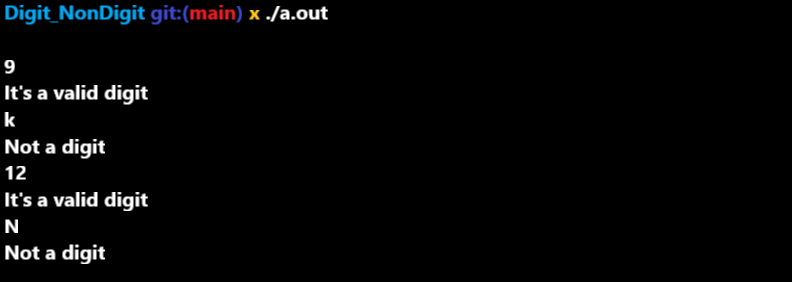 Digit_NonDigit git:(main) x ./a.out
9
It's a valid digit
k
Not a digit
12
It's a valid digit
N
Not a digit